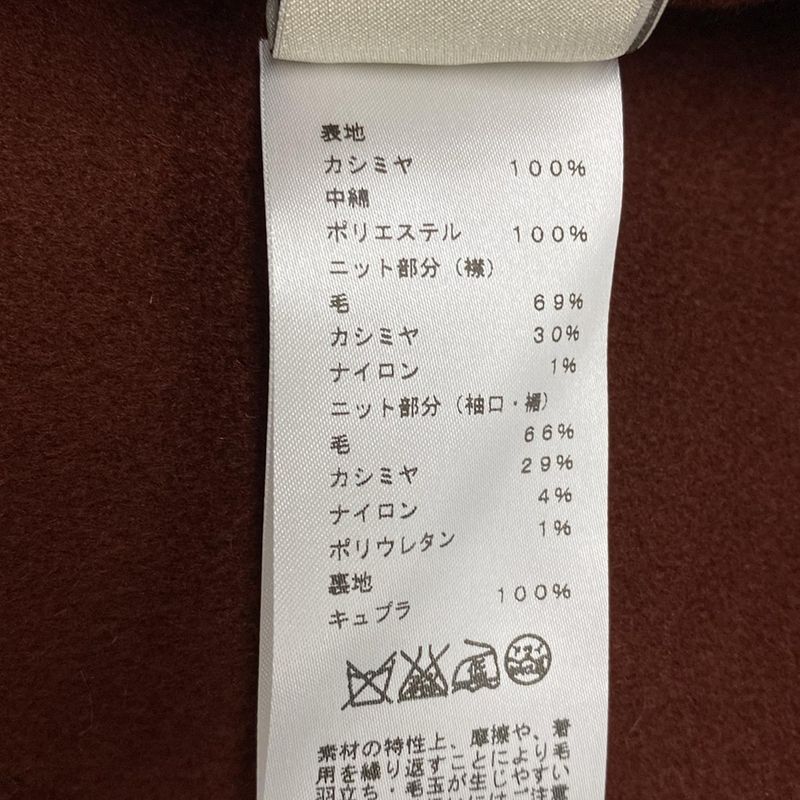 表地
カシミヤ 100%
中綿
ポリエステル 100%
ニット部分（襟）
毛 69%
カシミヤ 30%
ナイロン 1%
ニット部分（袖口・裾）
毛 66%
カシミヤ 29%
ナイロン 4%
ポリウレタン 1%
裏地
キュプラ 100%
低
素材の特性上、摩擦や、着
用を繰り返すことにより毛
羽立ち・毛玉が生じやす